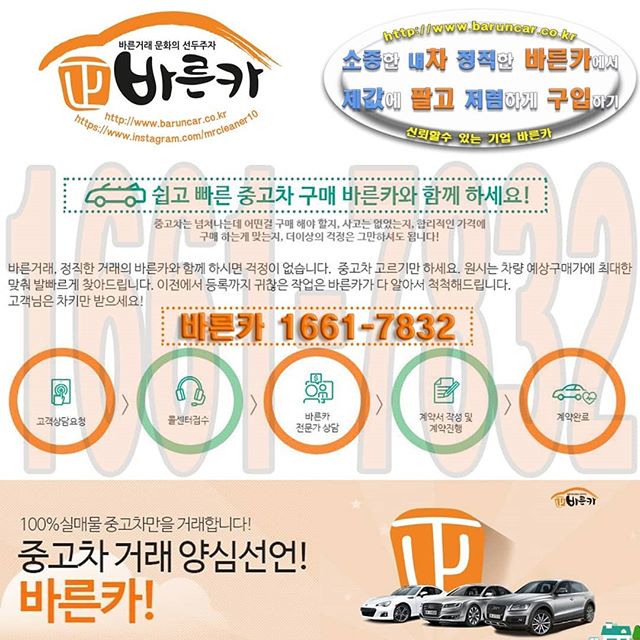 바른거래 문화의 선두주자
바른카
http://www.baruncar.co.kr
https://www.instagram.com/mrcleaner10
http://www.baruncar.co.kr
소중한 내차 정직한 바른카에서
제값에 팔고 저렴하게 구입하기
신뢰할수 있는 기업 바른카
1661-7832
쉽고 빠른 중고차 구매 바른카와 함께 하세요!
중고차는 넘쳐나는데 어떤걸 구매 해야 할지, 사고는 없었는지, 합리적인 가격에
구매 하는게 맞는지, 더이상의 걱정은 그만하셔도 됩니다!
바른거래, 정직한 거래의 바른카와 함께 하시면 걱정이 없습니다. 중고차 고르기만 하세요. 원시는 차량 예상구매가에 최대한
맞춰 발빠르게 찾아드립니다. 이전에서 등록까지 귀찮은 작업은 바른카가 다 알아서 척척해드립니다.
고객님은 차키만 받으세요!
바른카 1661-7832
고객상담요청
콜센터접수
바른카
전문가 상담
계약서 작성 및
계약진행
계약완료
바른카
100%실매물 중고차만을 거래합니다!
중고차 거래 양심선언!
바른카!